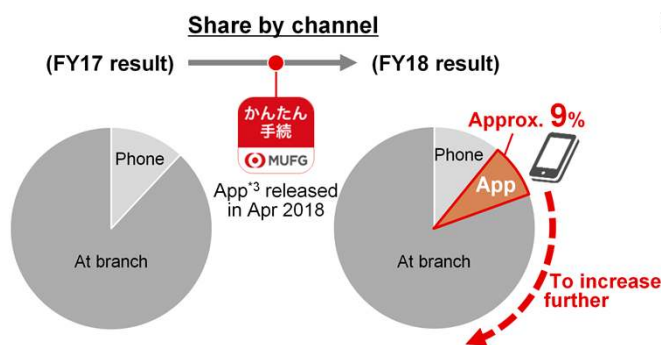 Share by channel
(FY17 result)
(FY18 result)
かんたん
手続
MUFG
App*3 released
in Apr 2018
Phone
At branch
Approx. 9%
Phone
App
At branch
To increase
further